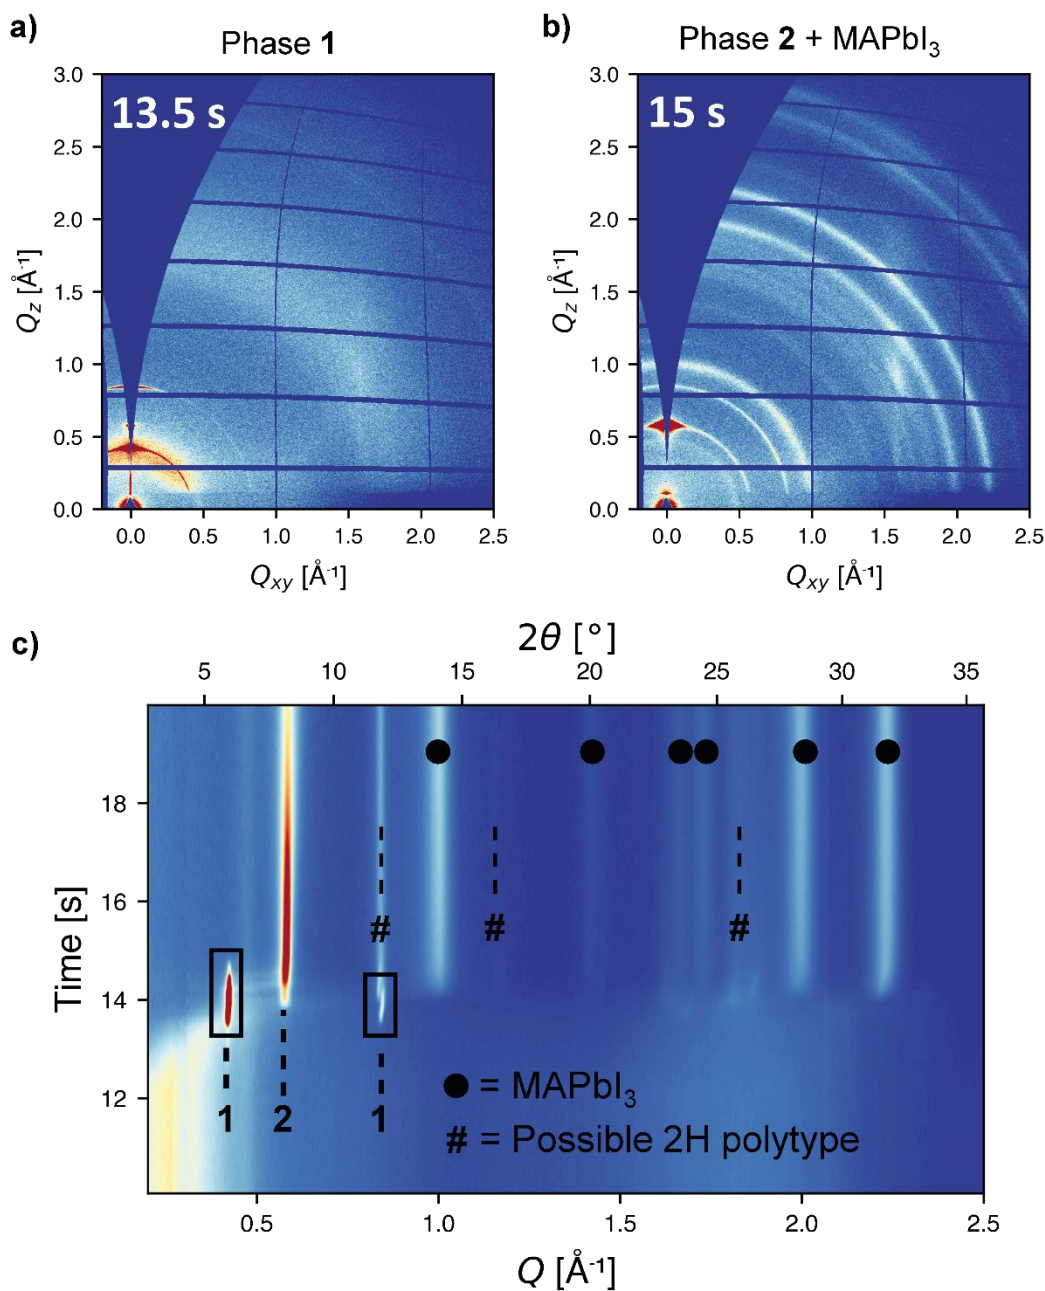 a)
Phase 1
13.5 s
3.0
2.5
2.0
1.5
1.0
0.5
0.0
Q_z [Å⁻¹]
0.0 0.5 1.0 1.5 2.0 2.5
Q_xy [Å⁻¹]
b)
Phase 2 + MAPbI₃
15 s
3.0
2.5
2.0
1.5
1.0
0.5
0.0
Q_z [Å⁻¹]
0.0 0.5 1.0 1.5 2.0 2.5
Q_xy [Å⁻¹]
c)
2θ [°]
5 10 15 20 25 30 35
Time [s]
18
16
14
12
# # #
1 2 1
● = MAPbI₃
# = Possible 2H polytype
0.5 1.0 1.5 2.0 2.5
Q [Å⁻¹]